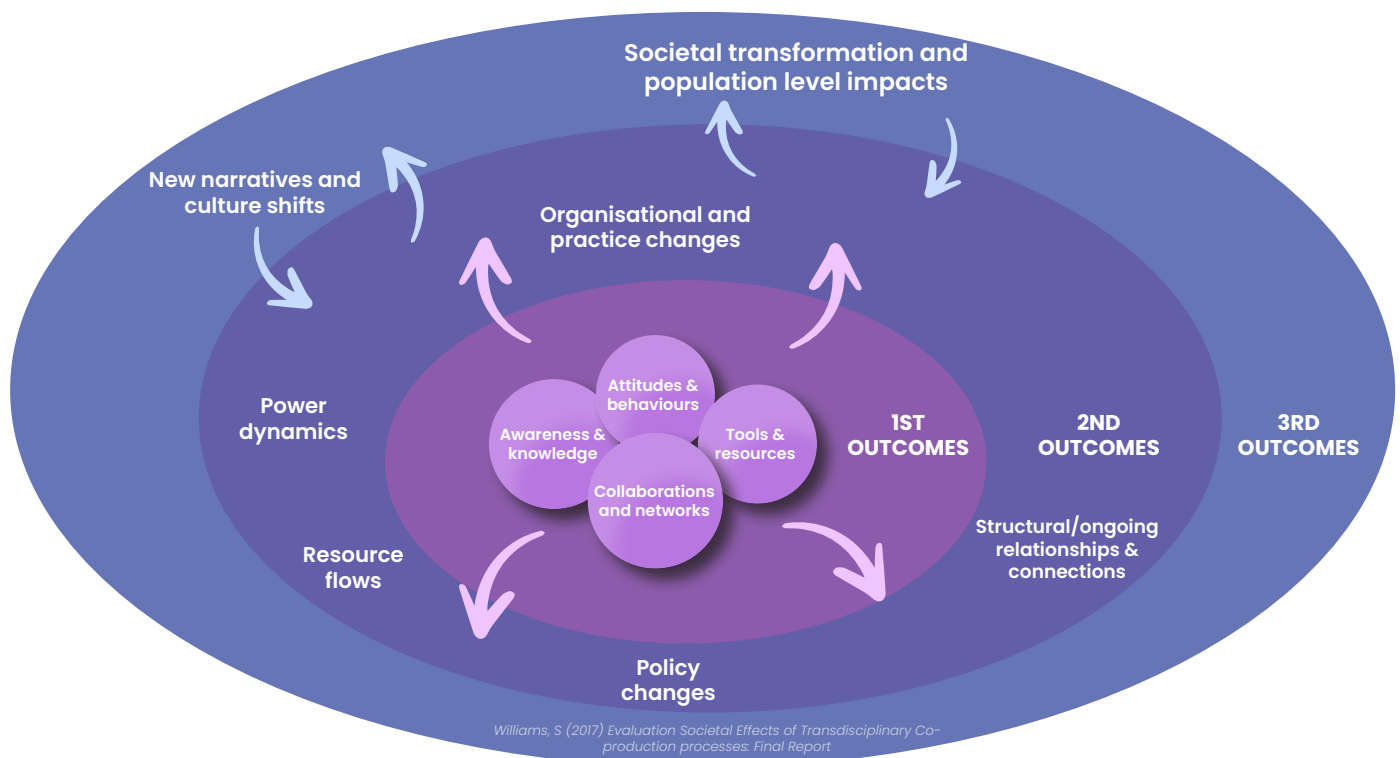 Societal transformation and
population level impacts
New narratives and
culture shifts
Organisational and
practice changes
Attitudes &
behaviours
Awareness &
knowledge
Tools &
resources
Collaborations
and networks
Power
dynamics
1ST
OUTCOMES
2ND
OUTCOMES
3RD
OUTCOMES
Resource
flows
Structural/ongoing
relationships &
connections
Policy
changes
Williams, S (2017) Evaluation Societal Effects of Transdisciplinary Co-
production processes: Final Report